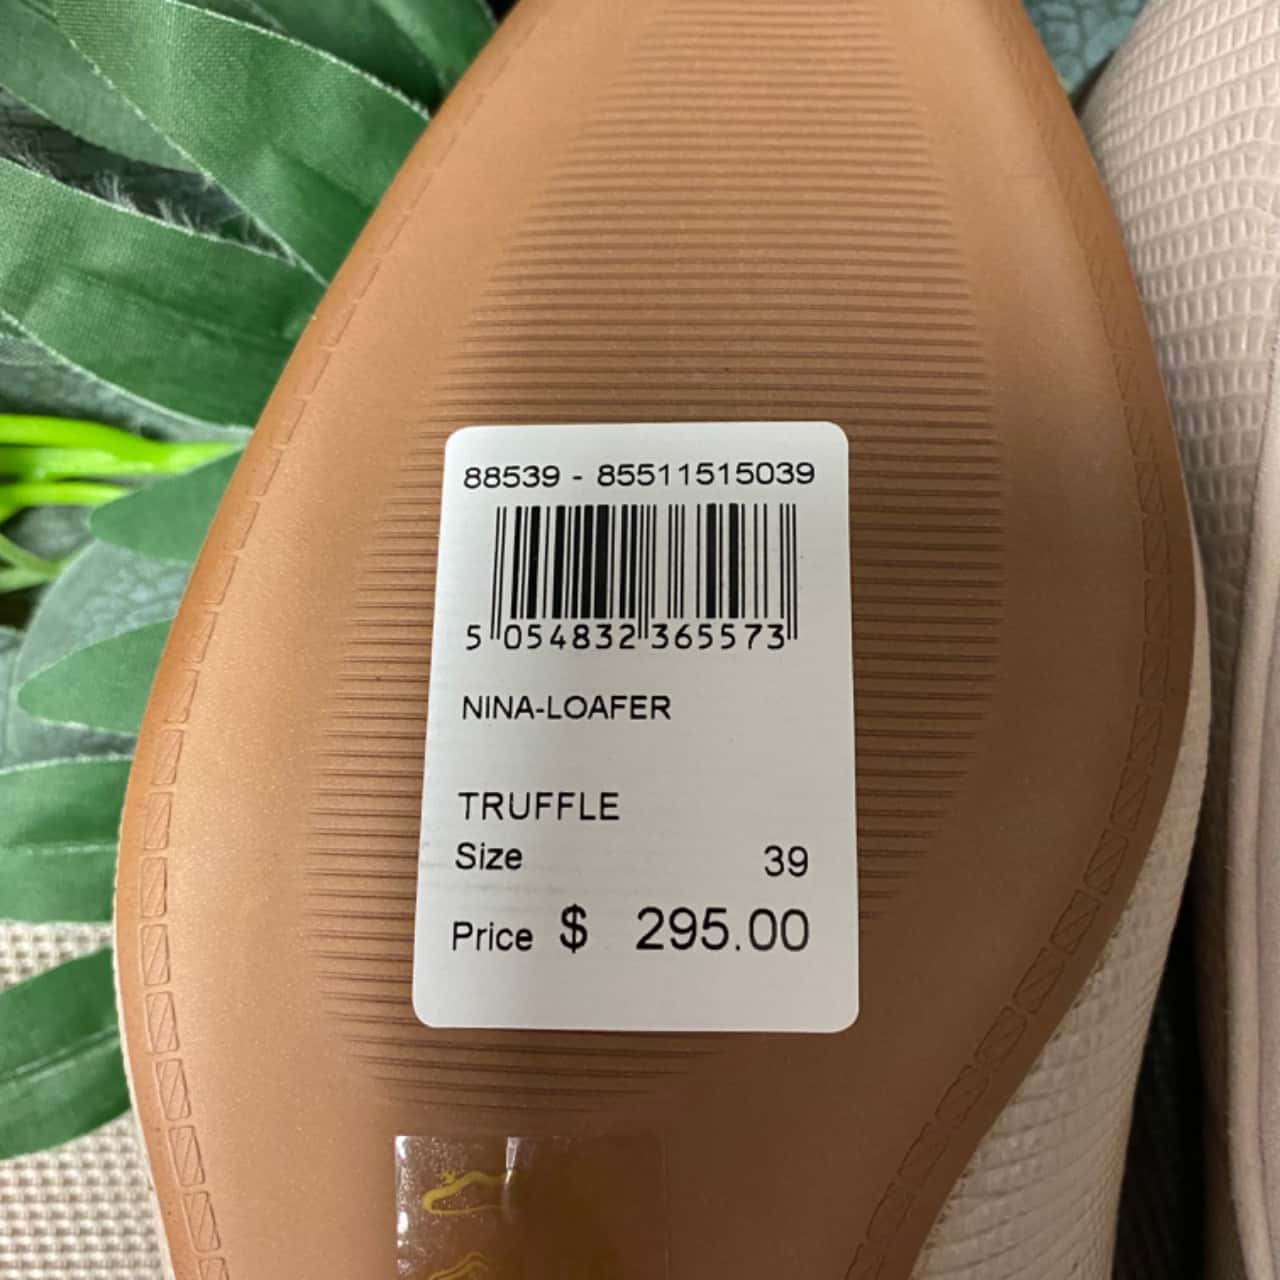 88539 - 85511515039
5 054832 365573
NINA-LOAFER
TRUFFLE
Size 39
Price $ 295.00